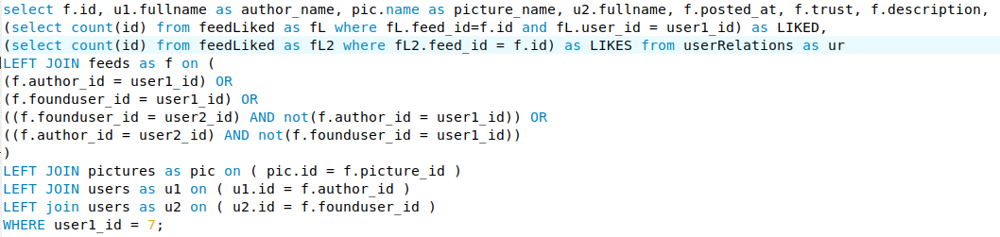 select f.id, u1.fullname as author_name, pic.name as picture_name, u2.fullname, f.posted_at, f.trust, f.description,
(select count(id) from feedLiked as fL where fL.feed_id=f.id and fL.user_id = user1_id) as LIKED,
(select count(id) from feedLiked as fL2 where fL2.feed_id = f.id) as LIKES from userRelations as ur
LEFT JOIN feeds as f on (
(f.author_id = user1_id) OR
(f.founduser_id = user1_id) OR
((f.founduser_id = user2_id) AND not(f.author_id = user1_id)) OR
((f.author_id = user2_id) AND not(f.founduser_id = user1_id))
)
LEFT JOIN pictures as pic on ( pic.id = f.picture_id )
LEFT JOIN users as u1 on ( u1.id = f.author_id )
LEFT join users as u2 on ( u2.id = f.founduser_id )
WHERE user1_id = 7;